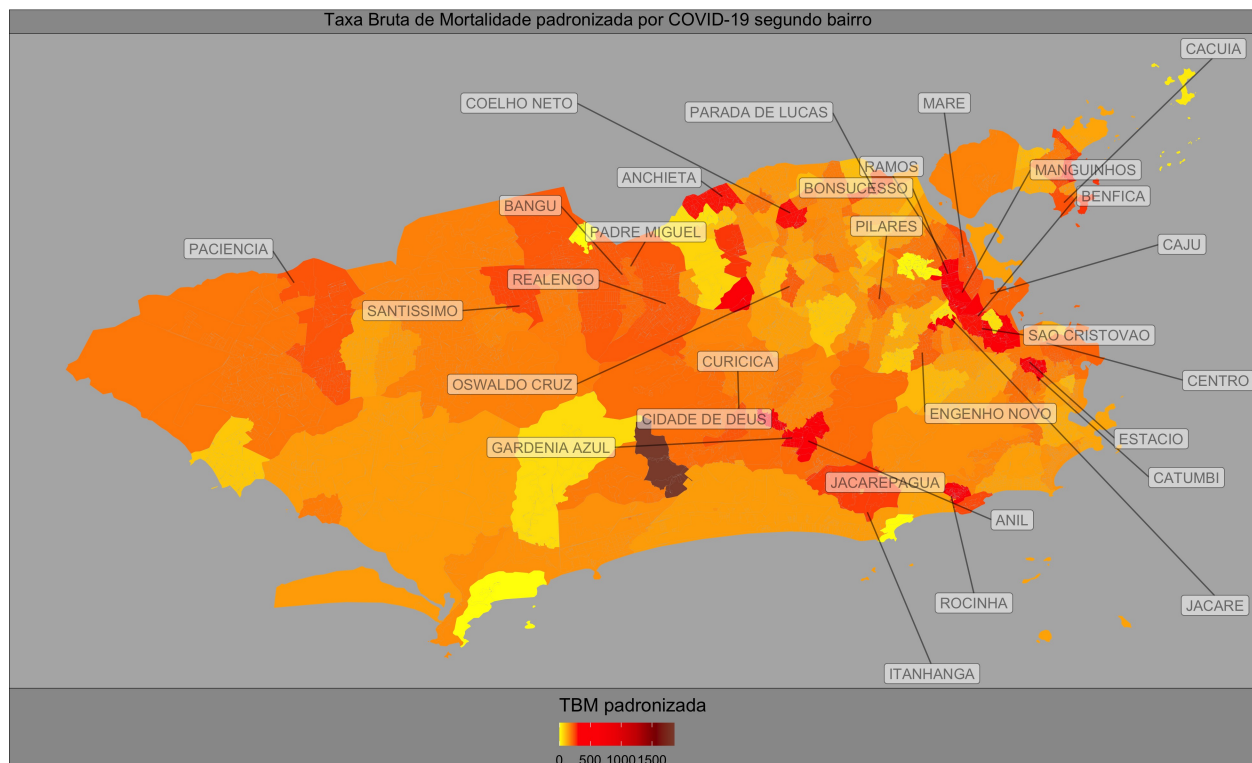 Taxa Bruta de Mortalidade padronizada por COVID-19 segundo bairro
CACUIA
COELHO NETO
MARE
PARADA DE LUCAS
RAMOS
MANGUINHOS
ANCHIETA
BONSUCESSO
BENFICA
BANGU
PILARES
PADRE MIGUEL
CAJU
PACIENCIA
REALENGO
SANTISSIMO
SAO CRISTOVAO
CURICICA
OSWALDO CRUZ
CENTRO
ENGENHO NOVO
CIDADE DE DEUS
ESTACIO
GARDENIA AZUL
CATUMBI
JACAREPAGUA
ANIL
ROCINHA
JACARE
ITANHANGA
TBM padronizada
0 500 1000 1500